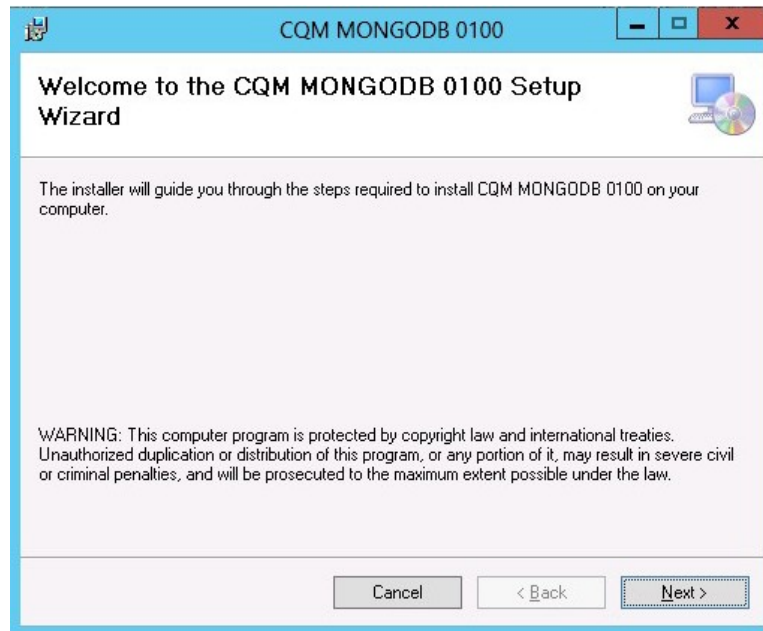 CQM MONGODB 0100
Welcome to the CQM MONGODB 0100 Setup
Wizard
The installer will guide you through the steps required to install CQM MONGODB 0100 on your
computer.
WARNING: This computer program is protected by copyright law and international treaties.
Unauthorized duplication or distribution of this program, or any portion of it, may result in severe civil
or criminal penalties, and will be prosecuted to the maximum extent possible under the law.
Cancel < Back Next >